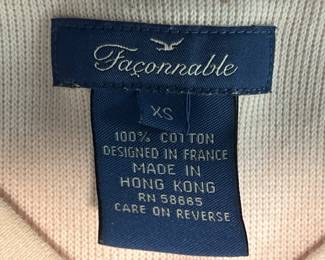 Façonnable
XS
100% COTTON
DESIGNED IN FRANCE
MADE IN
HONG KONG
RN 58665
CARE ON REVERSE